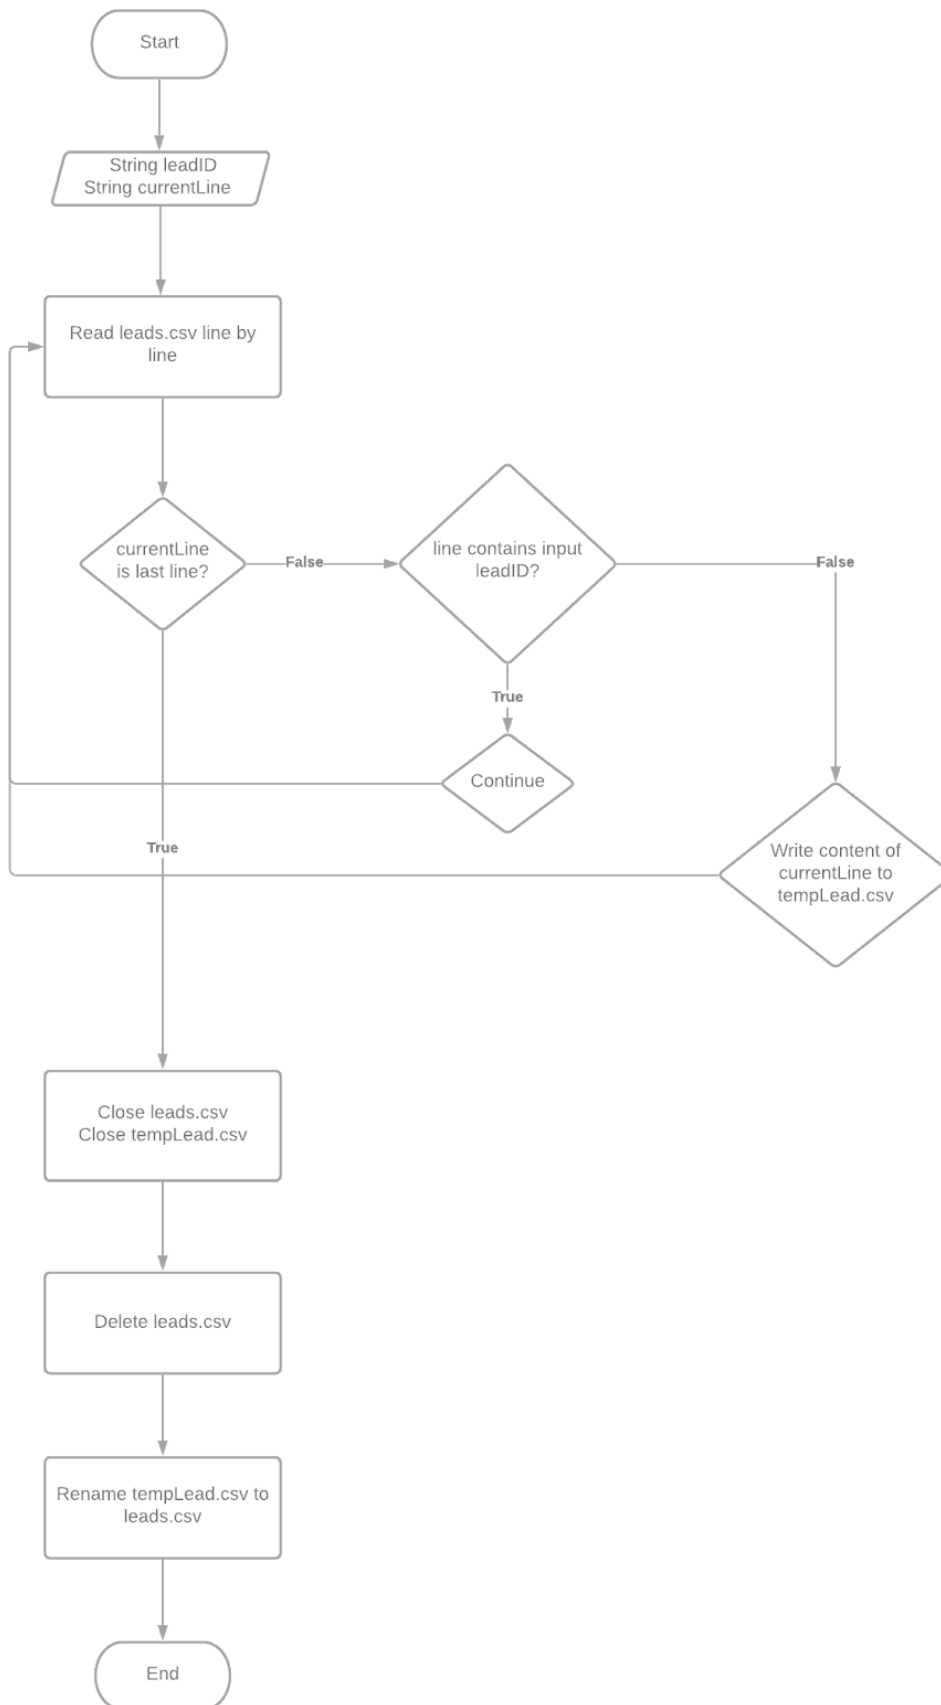 Start
String leadID
String currentLine
Read leads.csv line by
line
currentLine
is last line?
False
line contains input
leadID?
False
True
Continue
True
Write content of
currentLine to
tempLead.csv
Close leads.csv
Close tempLead.csv
Delete leads.csv
Rename tempLead.csv to
leads.csv
End